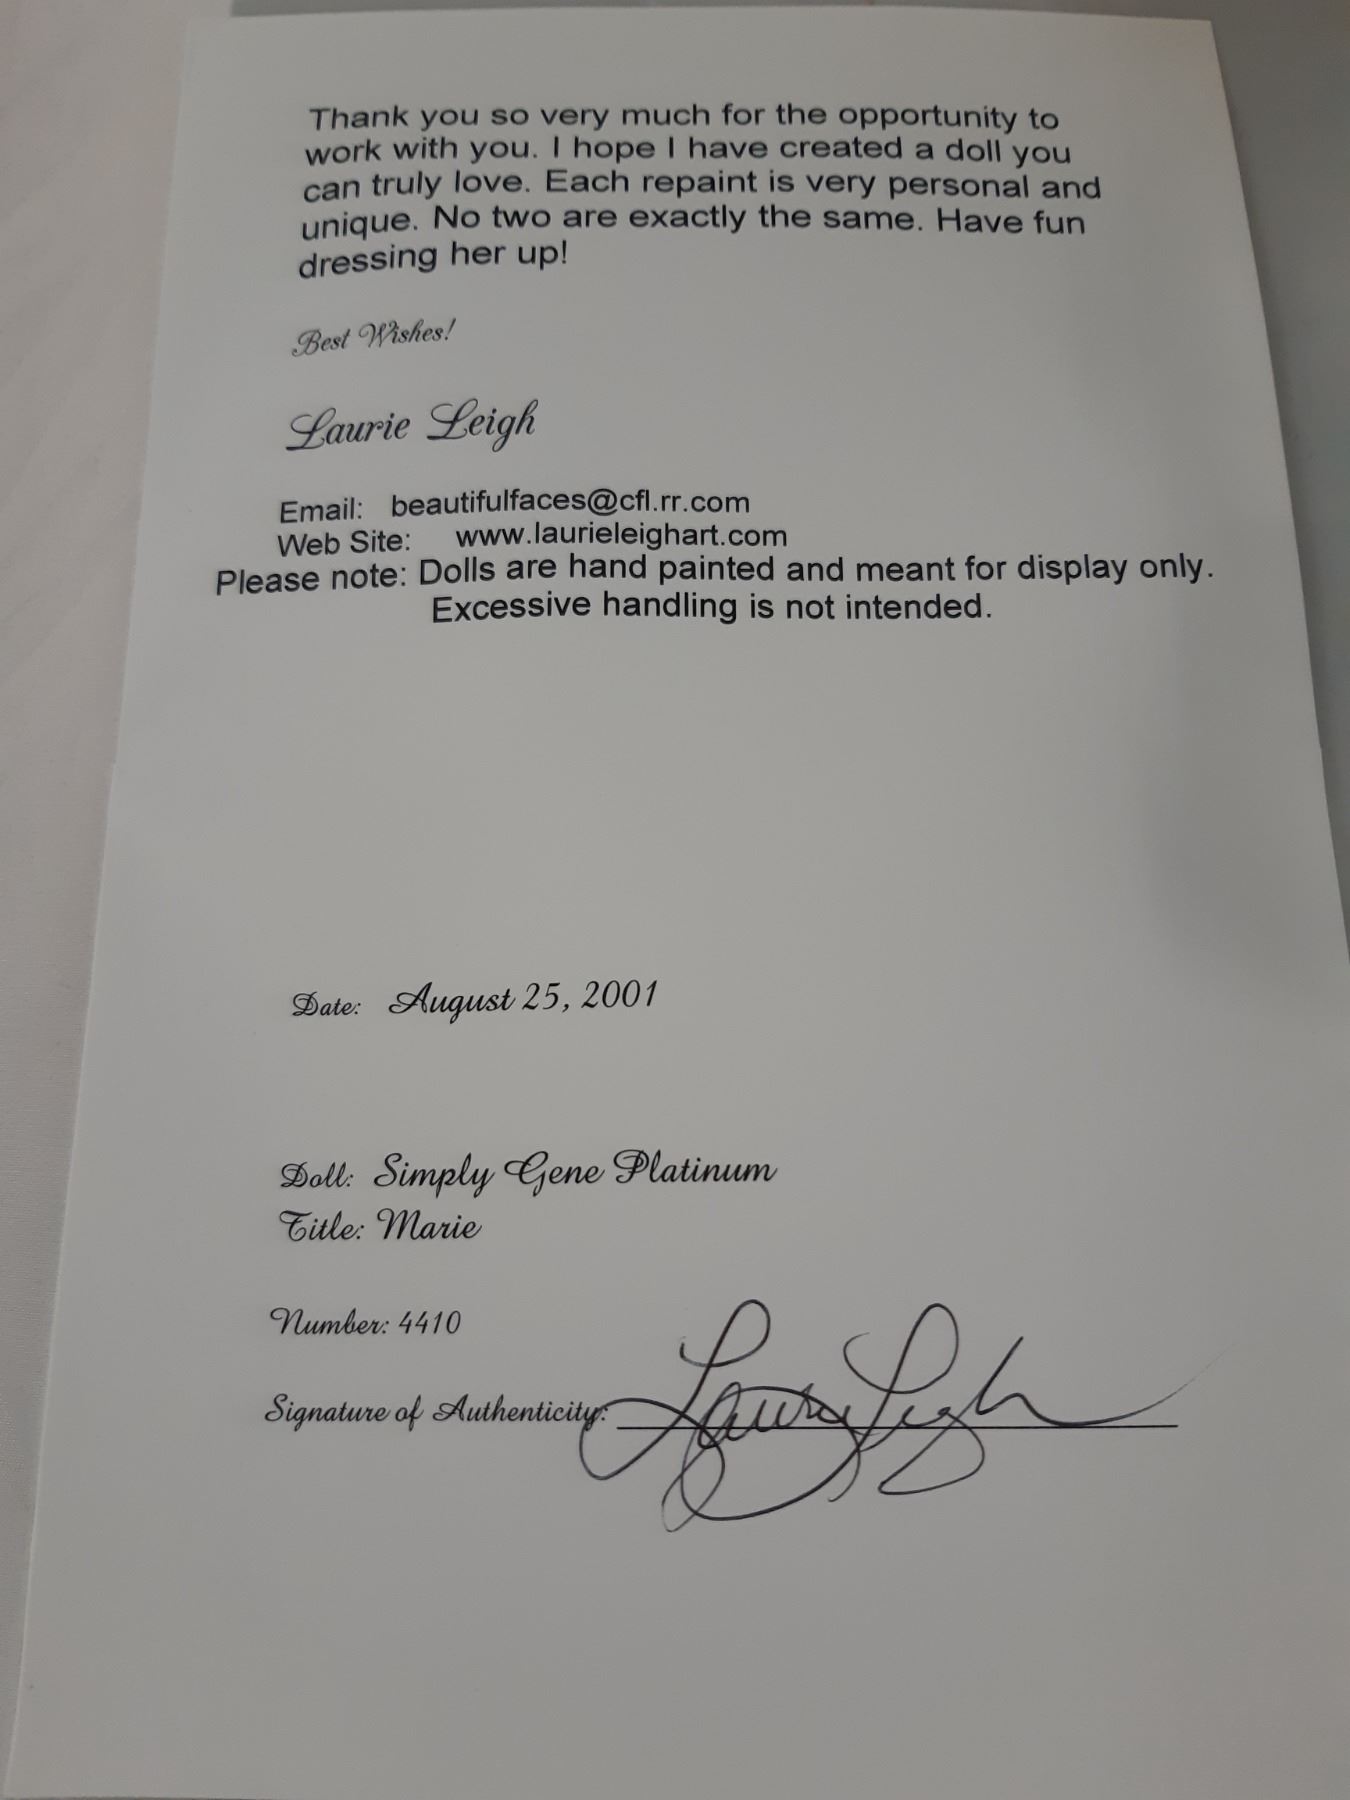 Thank you so very much for the opportunity to
work with you. I hope I have created a doll you
can truly love. Each repaint is very personal and
unique. No two are exactly the same. Have fun
dressing her up!
Best Wishes!
Laurie Leigh
Email: beautifulfaces@cfl.rr.com
Web Site: www.laurieleighart.com
Please note: Dolls are hand painted and meant for display only.
Excessive handling is not intended.
Date: August 25, 2001
Doll: Simply Gene Platinum
Title: Marie
Number: 4410
Signature of Authenticity: Laurie Leigh